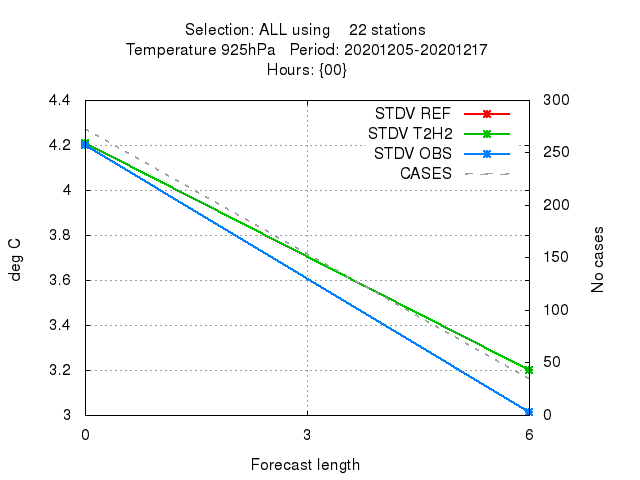 Selection: ALL using 22 stations
Temperature 925hPa Period: 20201205-20201217
Hours: {00}
STDV REF
STDV T2H2
STDV OBS
CASES
4.4
4.2
4
3.8
3.6
3.4
3.2
3
300
250
200
150
100
50
0
0 3 6
deg C
No cases
Forecast length